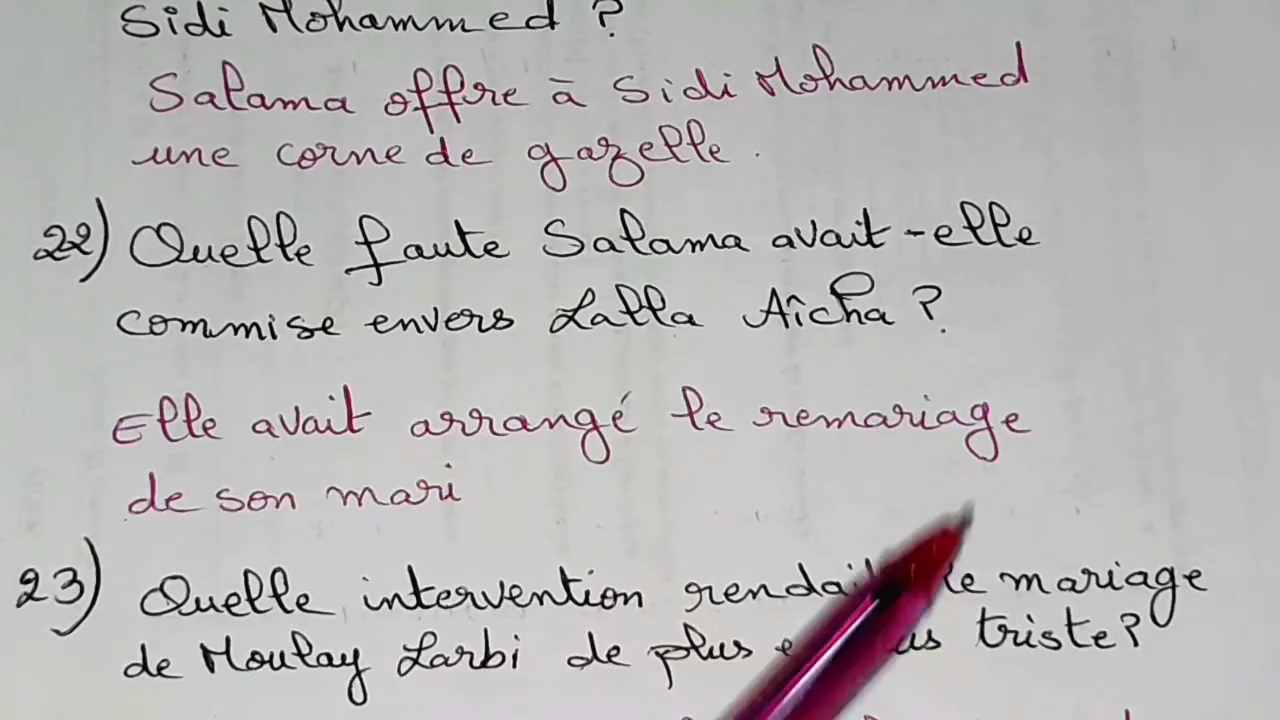 Sidi Mohammed ?
Salama offre à Sidi Mohammed
une corne de gazelle.
22) Quelle faute Salama avait-elle
commise envers Lalla Aîcha ?
Elle avait arrangé le remariage
de son mari
23) Quelle intervention le mariage
de Moulay Larbi de plus triste ?